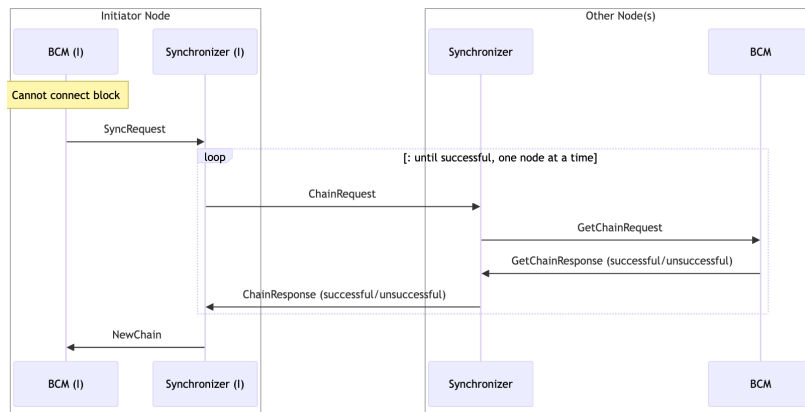 Initiator Node
Other Node(s)
BCM (I)
Synchronizer (I)
Synchronizer
BCM
Cannot connect block
SyncRequest
loop
[: until successful, one node at a time]
ChainRequest
GetChainRequest
GetChainResponse (successful/unsuccessful)
ChainResponse (successful/unsuccessful)
NewChain
BCM (I)
Synchronizer (I)
Synchronizer
BCM